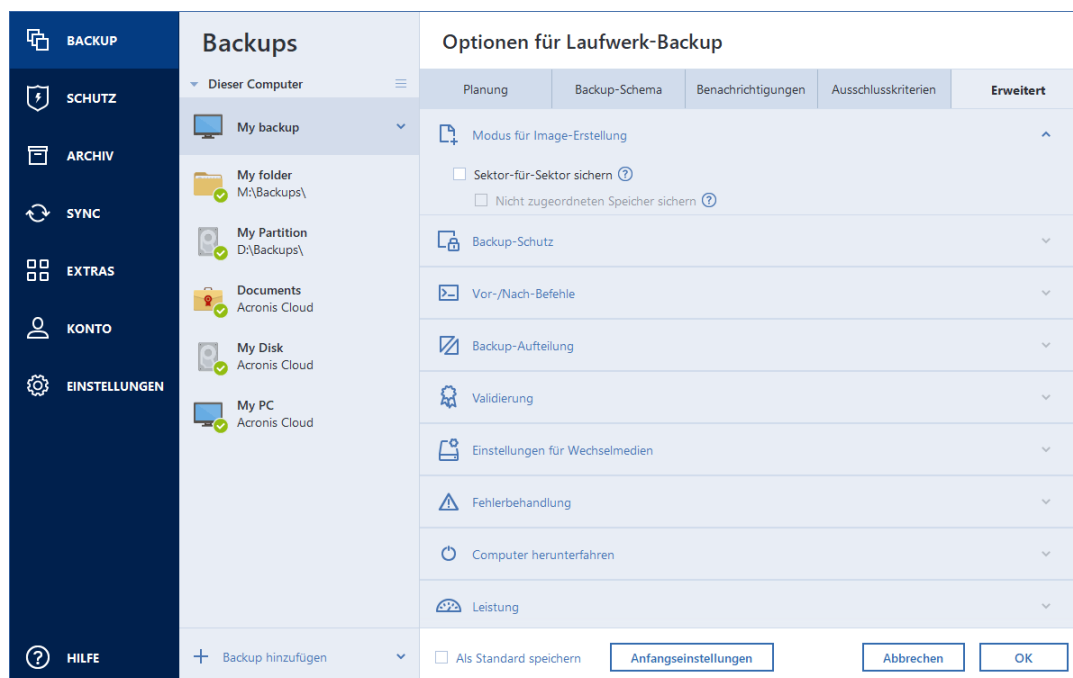 BACKUP
SCHUTZ
ARCHIV
SYNC
EXTRAS
KONTO
EINSTELLUNGEN
HILFE
Backups
Dieser Computer
My backup
My folder
M:\Backups\
My Partition
D:\Backups\
Documents
Acronis Cloud
My Disk
Acronis Cloud
My PC
Acronis Cloud
Backup hinzufügen
Optionen für Laufwerk-Backup
Planung
Backup-Schema
Benachrichtigungen
Ausschlusskriterien
Erweitert
Modus für Image-Erstellung
Sektor-für-Sektor sichern ?
Nicht zugeordneten Speicher sichern ?
Backup-Schutz
Vor-/Nach-Befehle
Backup-Aufteilung
Validierung
Einstellungen für Wechselmedien
Fehlerbehandlung
Computer herunterfahren
Leistung
Als Standard speichern
Anfangseinstellungen
Abbrechen
OK